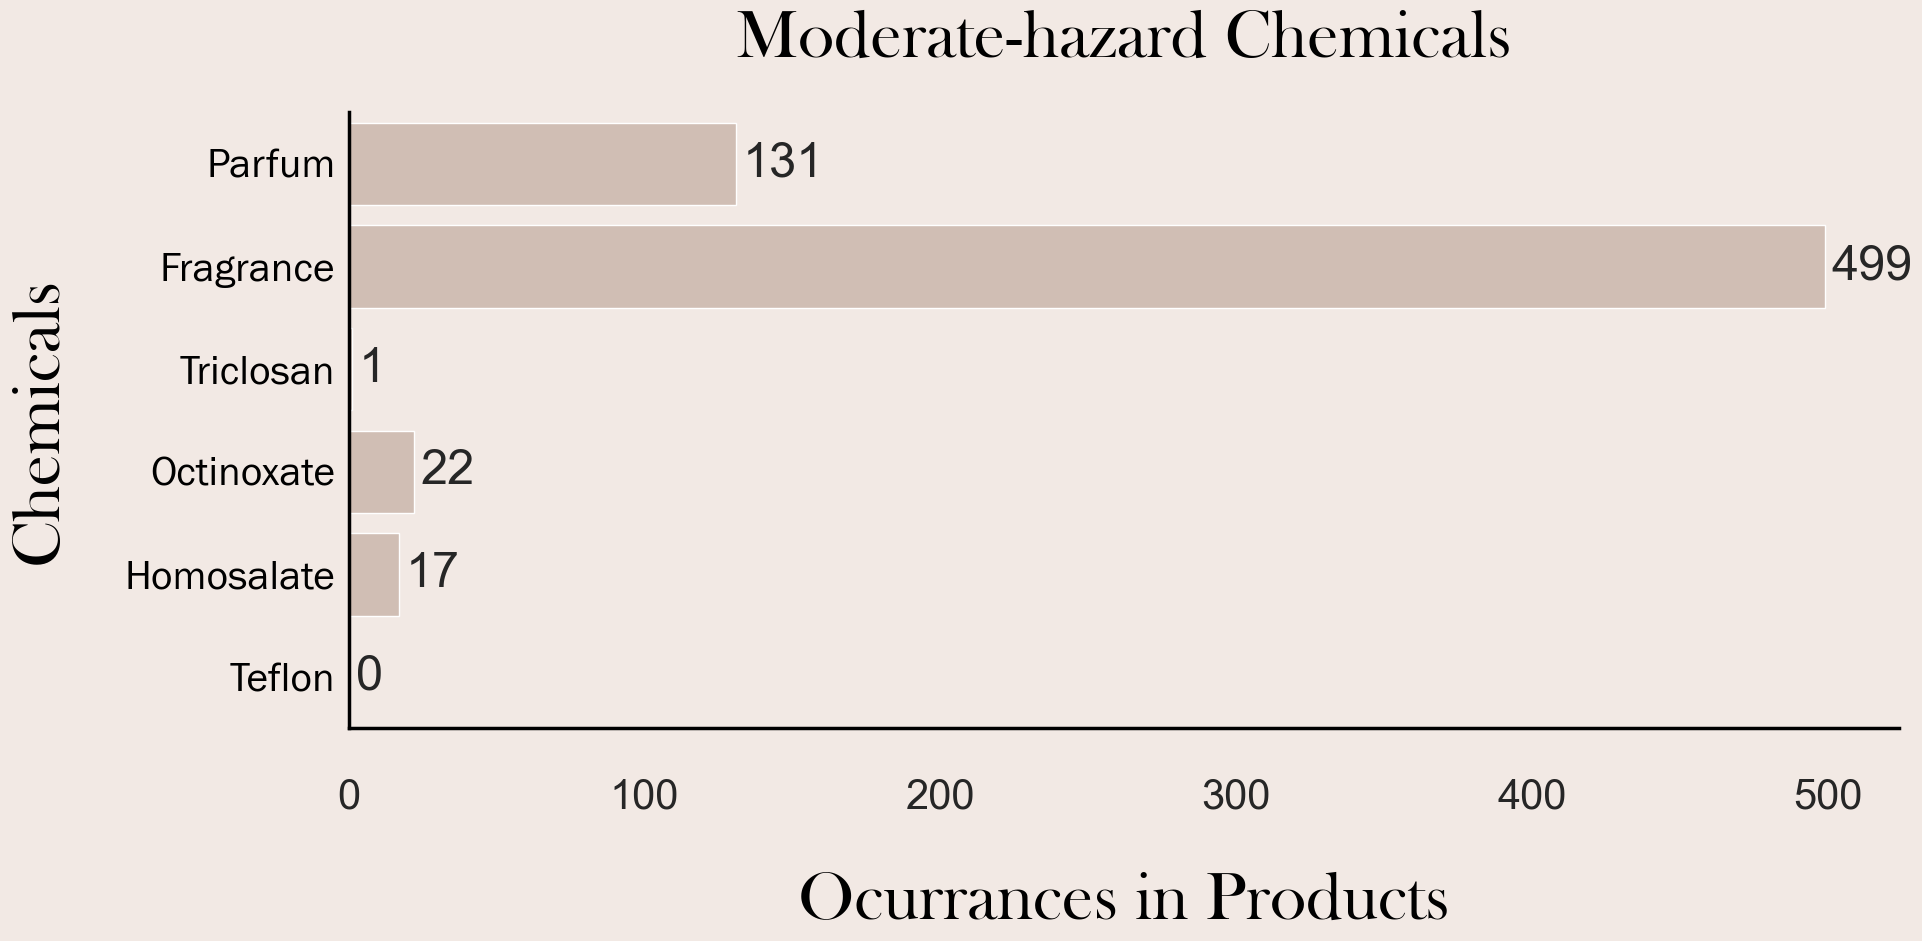 Moderate-hazard Chemicals
Chemicals
Parfum 131
Fragrance 499
Triclosan 1
Octinoxate 22
Homosalate 17
Teflon 0
0 100 200 300 400 500
Ocurrances in Products